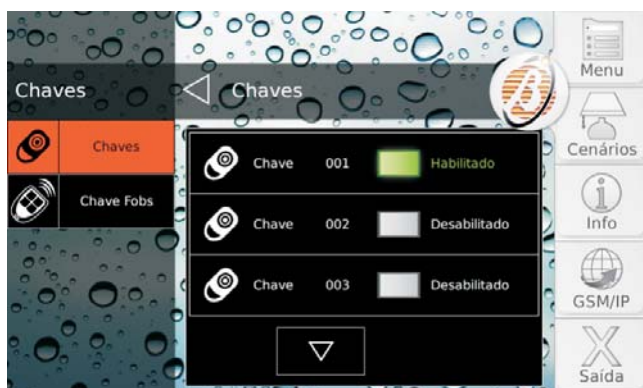 Chaves
Chaves
Chave Fobs
Chaves
Chave 001 Habilitado
Chave 002 Desabilitado
Chave 003 Desabilitado
Menu
Cenários
Info
GSM/IP
Saída